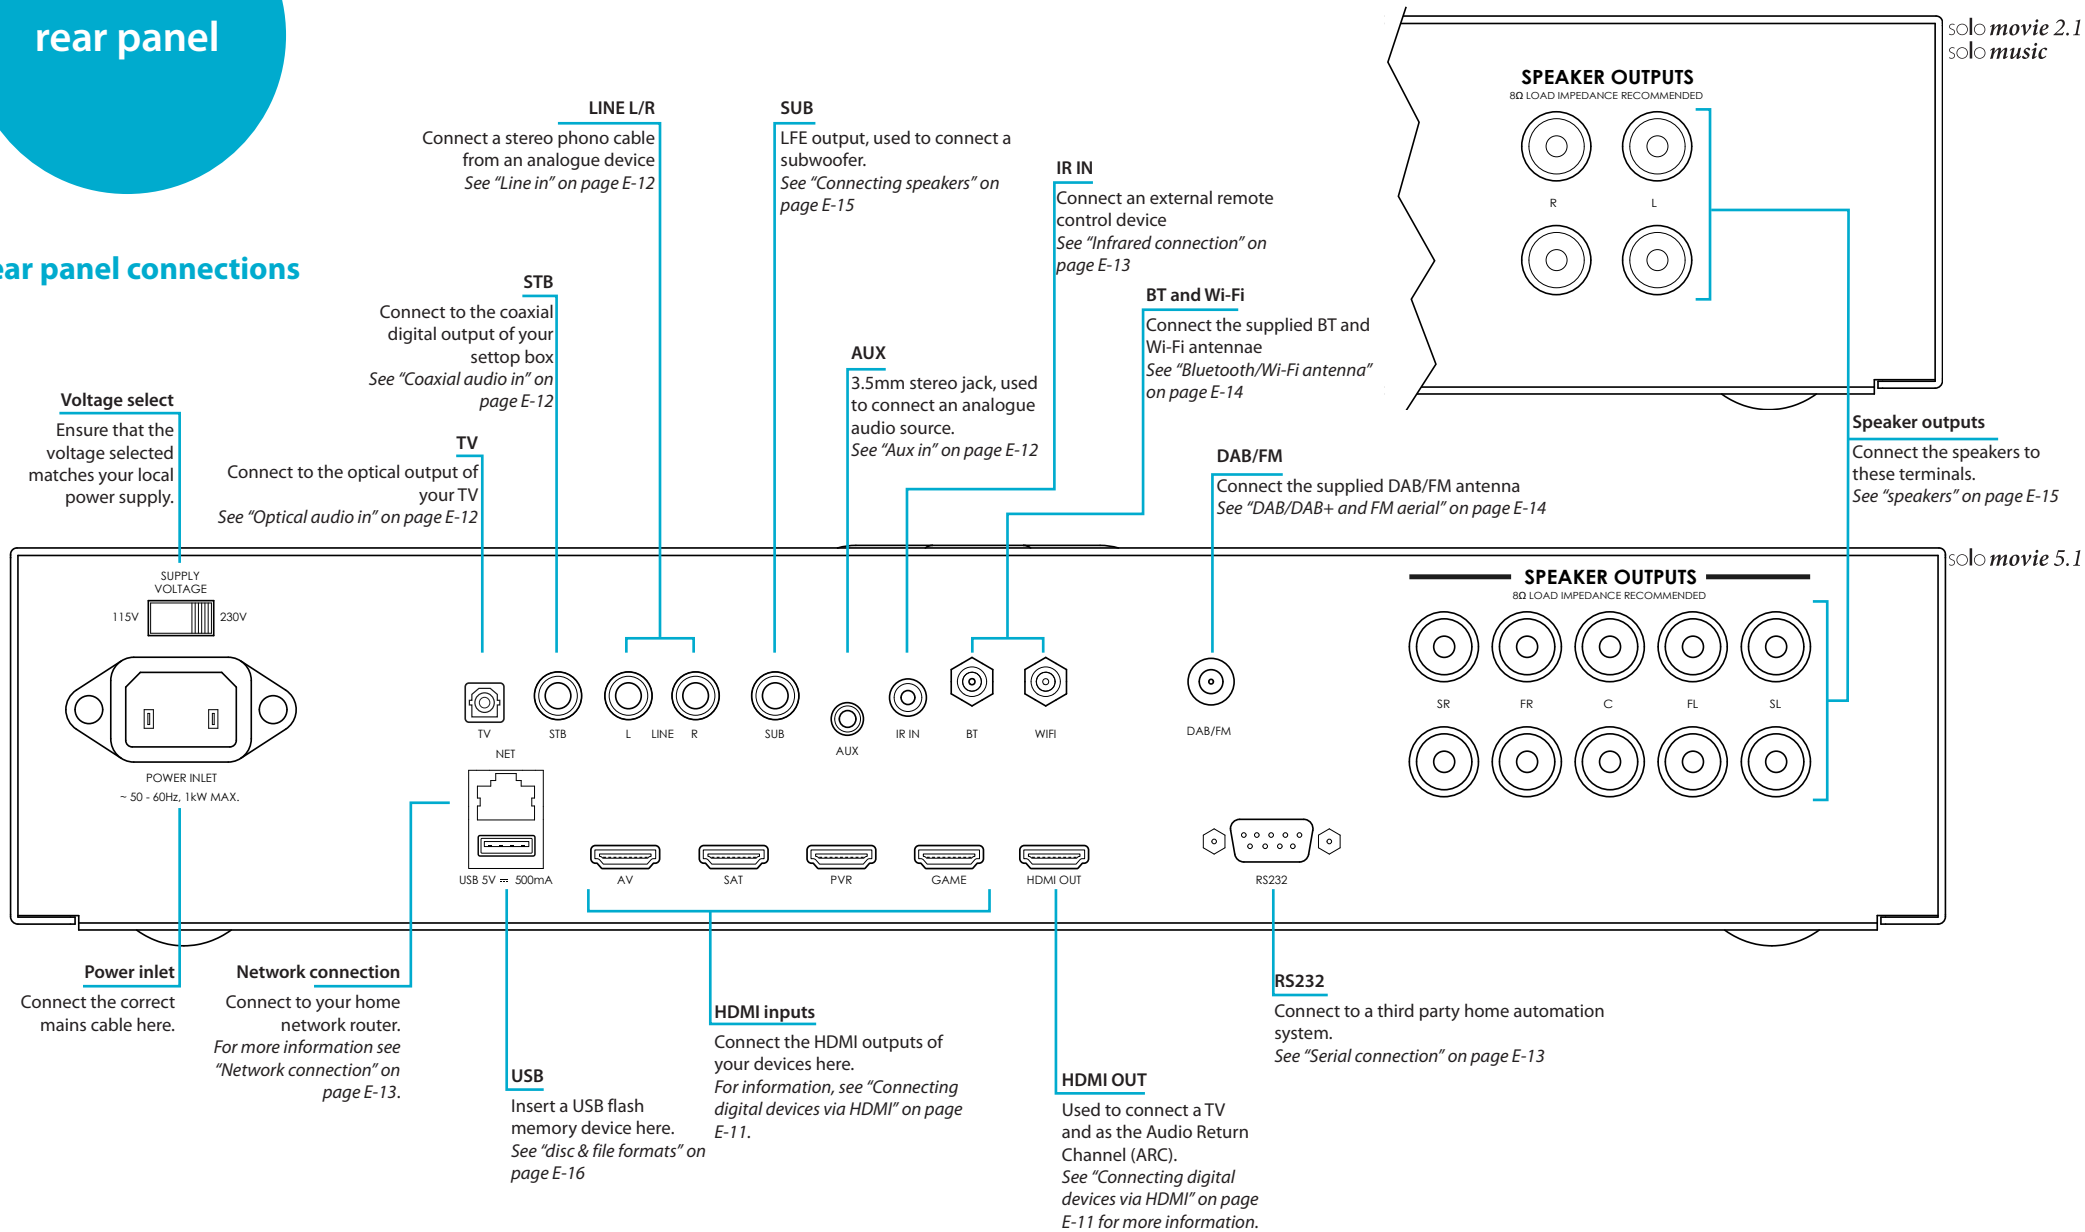 rear panel
ear panel connections
LINE L/R
Connect a stereo phono cable
from an analogue device
See “Line in” on page E-12
SUB
LFE output, used to connect a
subwoofer.
See “Connecting speakers” on
page E-15
IR IN
Connect an external remote
control device
See “Infrared connection” on
page E-13
STB
Connect to the coaxial
digital output of your
settop box
See “Coaxial audio in” on
page E-12
BT and Wi-Fi
Connect the supplied BT and
Wi-Fi antennae
See “Bluetooth/Wi-Fi antenna”
on page E-14
AUX
3.5mm stereo jack, used
to connect an analogue
audio source.
See “Aux in” on page E-12
Voltage select
Ensure that the
voltage selected
matches your local
power supply.
TV
Connect to the optical output of
your TV
See “Optical audio in” on page E-12
DAB/FM
Connect the supplied DAB/FM antenna
See “DAB/DAB+ and FM aerial” on page E-14
solo movie 2.1
solo music
SPEAKER OUTPUTS
8Ω LOAD IMPEDANCE RECOMMENDED
R L
Speaker outputs
Connect the speakers to
these terminals.
See “speakers” on page E-15
solo movie 5.1
SUPPLY
VOLTAGE
115V 230V
POWER INLET
~ 50 - 60Hz, 1kW MAX.
TV STB L LINE R SUB AUX IR IN BT WIFI DAB/FM
NET
USB 5V ⎓ 500mA
AV SAT PVR GAME HDMI OUT RS232
SPEAKER OUTPUTS
8Ω LOAD IMPEDANCE RECOMMENDED
SR FR C FL SL
Power inlet
Connect the correct
mains cable here.
Network connection
Connect to your home
network router.
For more information see
“Network connection” on
page E-13.
USB
Insert a USB flash
memory device here.
See “disc & file formats” on
page E-16
HDMI inputs
Connect the HDMI outputs of
your devices here.
For information, see “Connecting
digital devices via HDMI” on page
E-11.
HDMI OUT
Used to connect a TV
and as the Audio Return
Channel (ARC).
See “Connecting digital
devices via HDMI” on page
E-11 for more information.
RS232
Connect to a third party home automation
system.
See “Serial connection” on page E-13